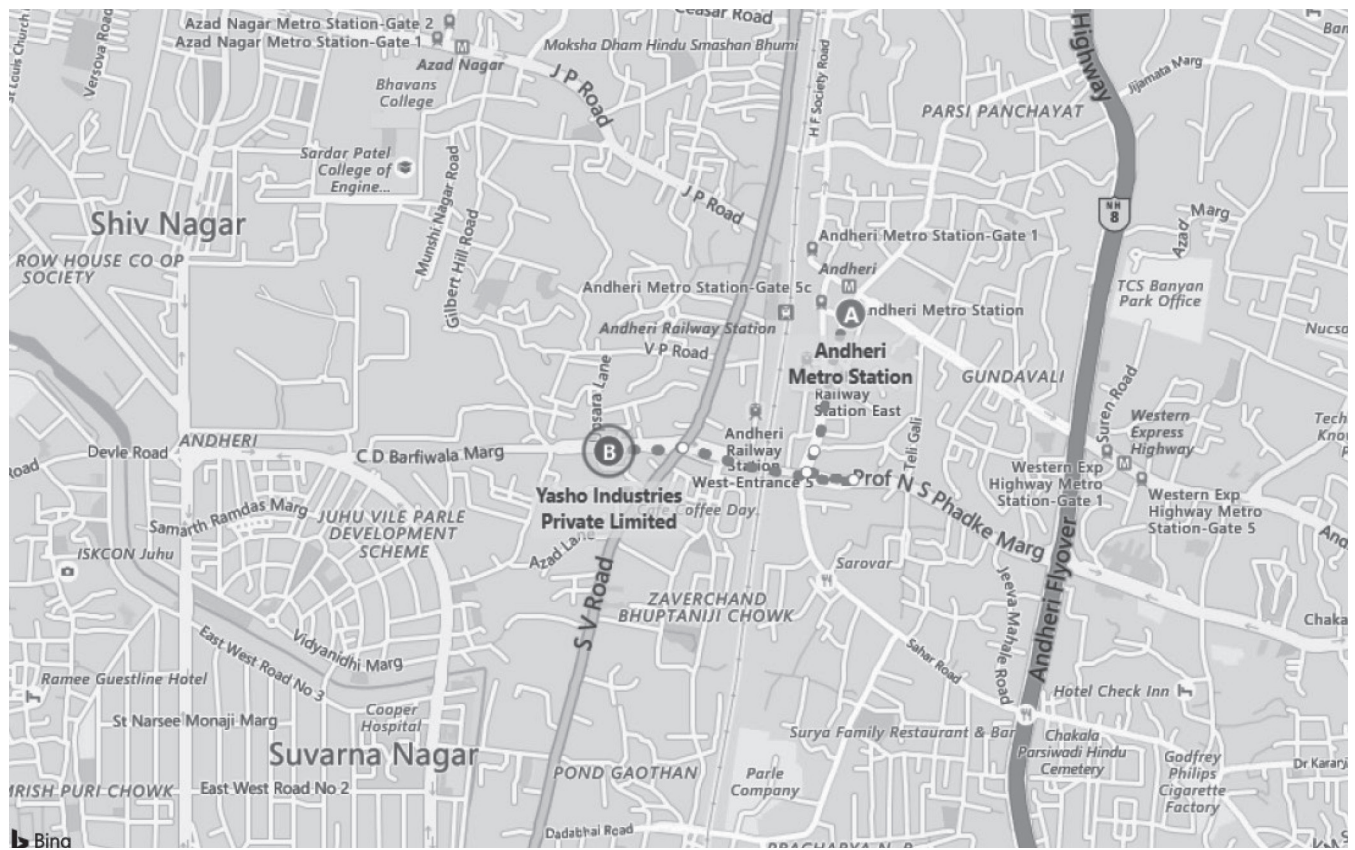 Ceasar Road
Azad Nagar Metro Station-Gate 2
Azad Nagar Metro Station-Gate 1
M
Azad Nagar
Moksha Dham Hindu Smashan Bhumi
Versova Road
St Louis Church
Bhavans
College
J P Road
H F Society Road
Highway
Jijamata Marg
PARSI PANCHAYAT
Sardar Patel
College of
Engine...
Munshi Nagar Road
Gilbert Hill Road
J P Road
NH
8
Marg
Azad
Shiv Nagar
ROW HOUSE CO OP
SOCIETY
Andheri Metro Station-Gate 1
Andheri
M
Andheri Metro Station-Gate 5c
TCS Banyan
Park Office
A
ndheri Metro Station
Andheri Railway Station
V P Road
Andheri
Metro Station
GUNDAVALI
Railway
Station East
Suren Road
Western
Express
Highway
M
Teli Gali
Devle Road
ANDHERI
C D Barfiwala Marg
B
Andheri
Railway
Station
West-Entrance 5
Prof N S Phadke Marg
Western Exp
Highway Metro
Station-Gate 1
Western Exp
Highway Metro
Station-Gate 5
Yasho Industries
Private Limited
Cafe Coffee Day
Samarth Ramdas Marg
JUHU VILE PARLE
DEVELOPMENT
SCHEME
Azad Lane
ISKCON Juhu
S V Road
Sarovar
ZAVERCHAND
BHUPTANIJI CHOWK
Jeeva Mahale Road
Andheri Flyover
Vidyanidhi Marg
East West Road No 3
Sahar Road
Ramee Guestline Hotel
Hotel Check Inn
St Narsee Monaji Marg
Cooper
Hospital
Surya Family Restaurant & Bar
Chakala
Parsiwadi Hindu
Cemetery
Suvarna Nagar
POND GAOTHAN
Parle
Company
Godfrey
Philips
Cigarette
Factory
MRISH PURI CHOWK
East West Road No 2
Dadabhai Road
Bing